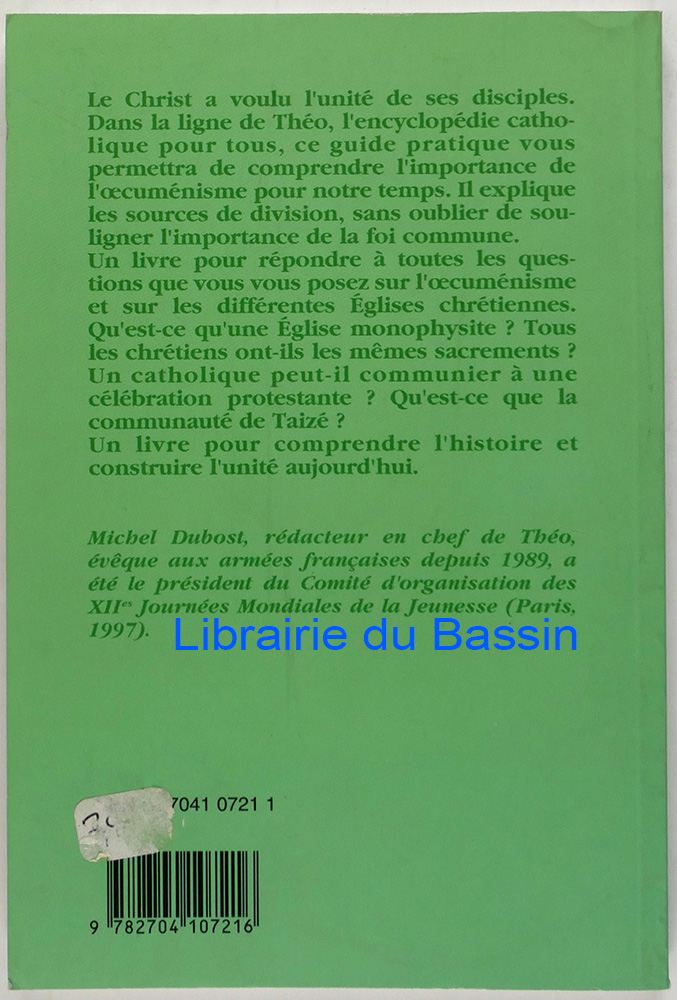 Le Christ a voulu l'unité de ses disciples.
Dans la ligne de Théo, l'encyclopédie catho-
lique pour tous, ce guide pratique vous
permettra de comprendre l'importance de
l'œcuménisme pour notre temps. Il explique
les sources de division, sans oublier de sou-
ligner l'importance de la foi commune.
Un livre pour répondre à toutes les ques-
tions que vous vous posez sur l'œcuménisme
et sur les différentes Églises chrétiennes.
Qu'est-ce qu'une Église monophysite ? Tous
les chrétiens ont-ils les mêmes sacrements ?
Un catholique peut-il communier à une
célébration protestante ? Qu'est-ce que la
communauté de Taizé ?
Un livre pour comprendre l'histoire et
construire l'unité aujourd'hui.
Michel Dubost, rédacteur en chef de Théo,
évêque aux armées françaises depuis 1989, a
été le président du Comité d'organisation des
XIIes Journées Mondiales de la Jeunesse (Paris,
1997).
Librairie du Bassin
7041 0721 1
9 782704 107216